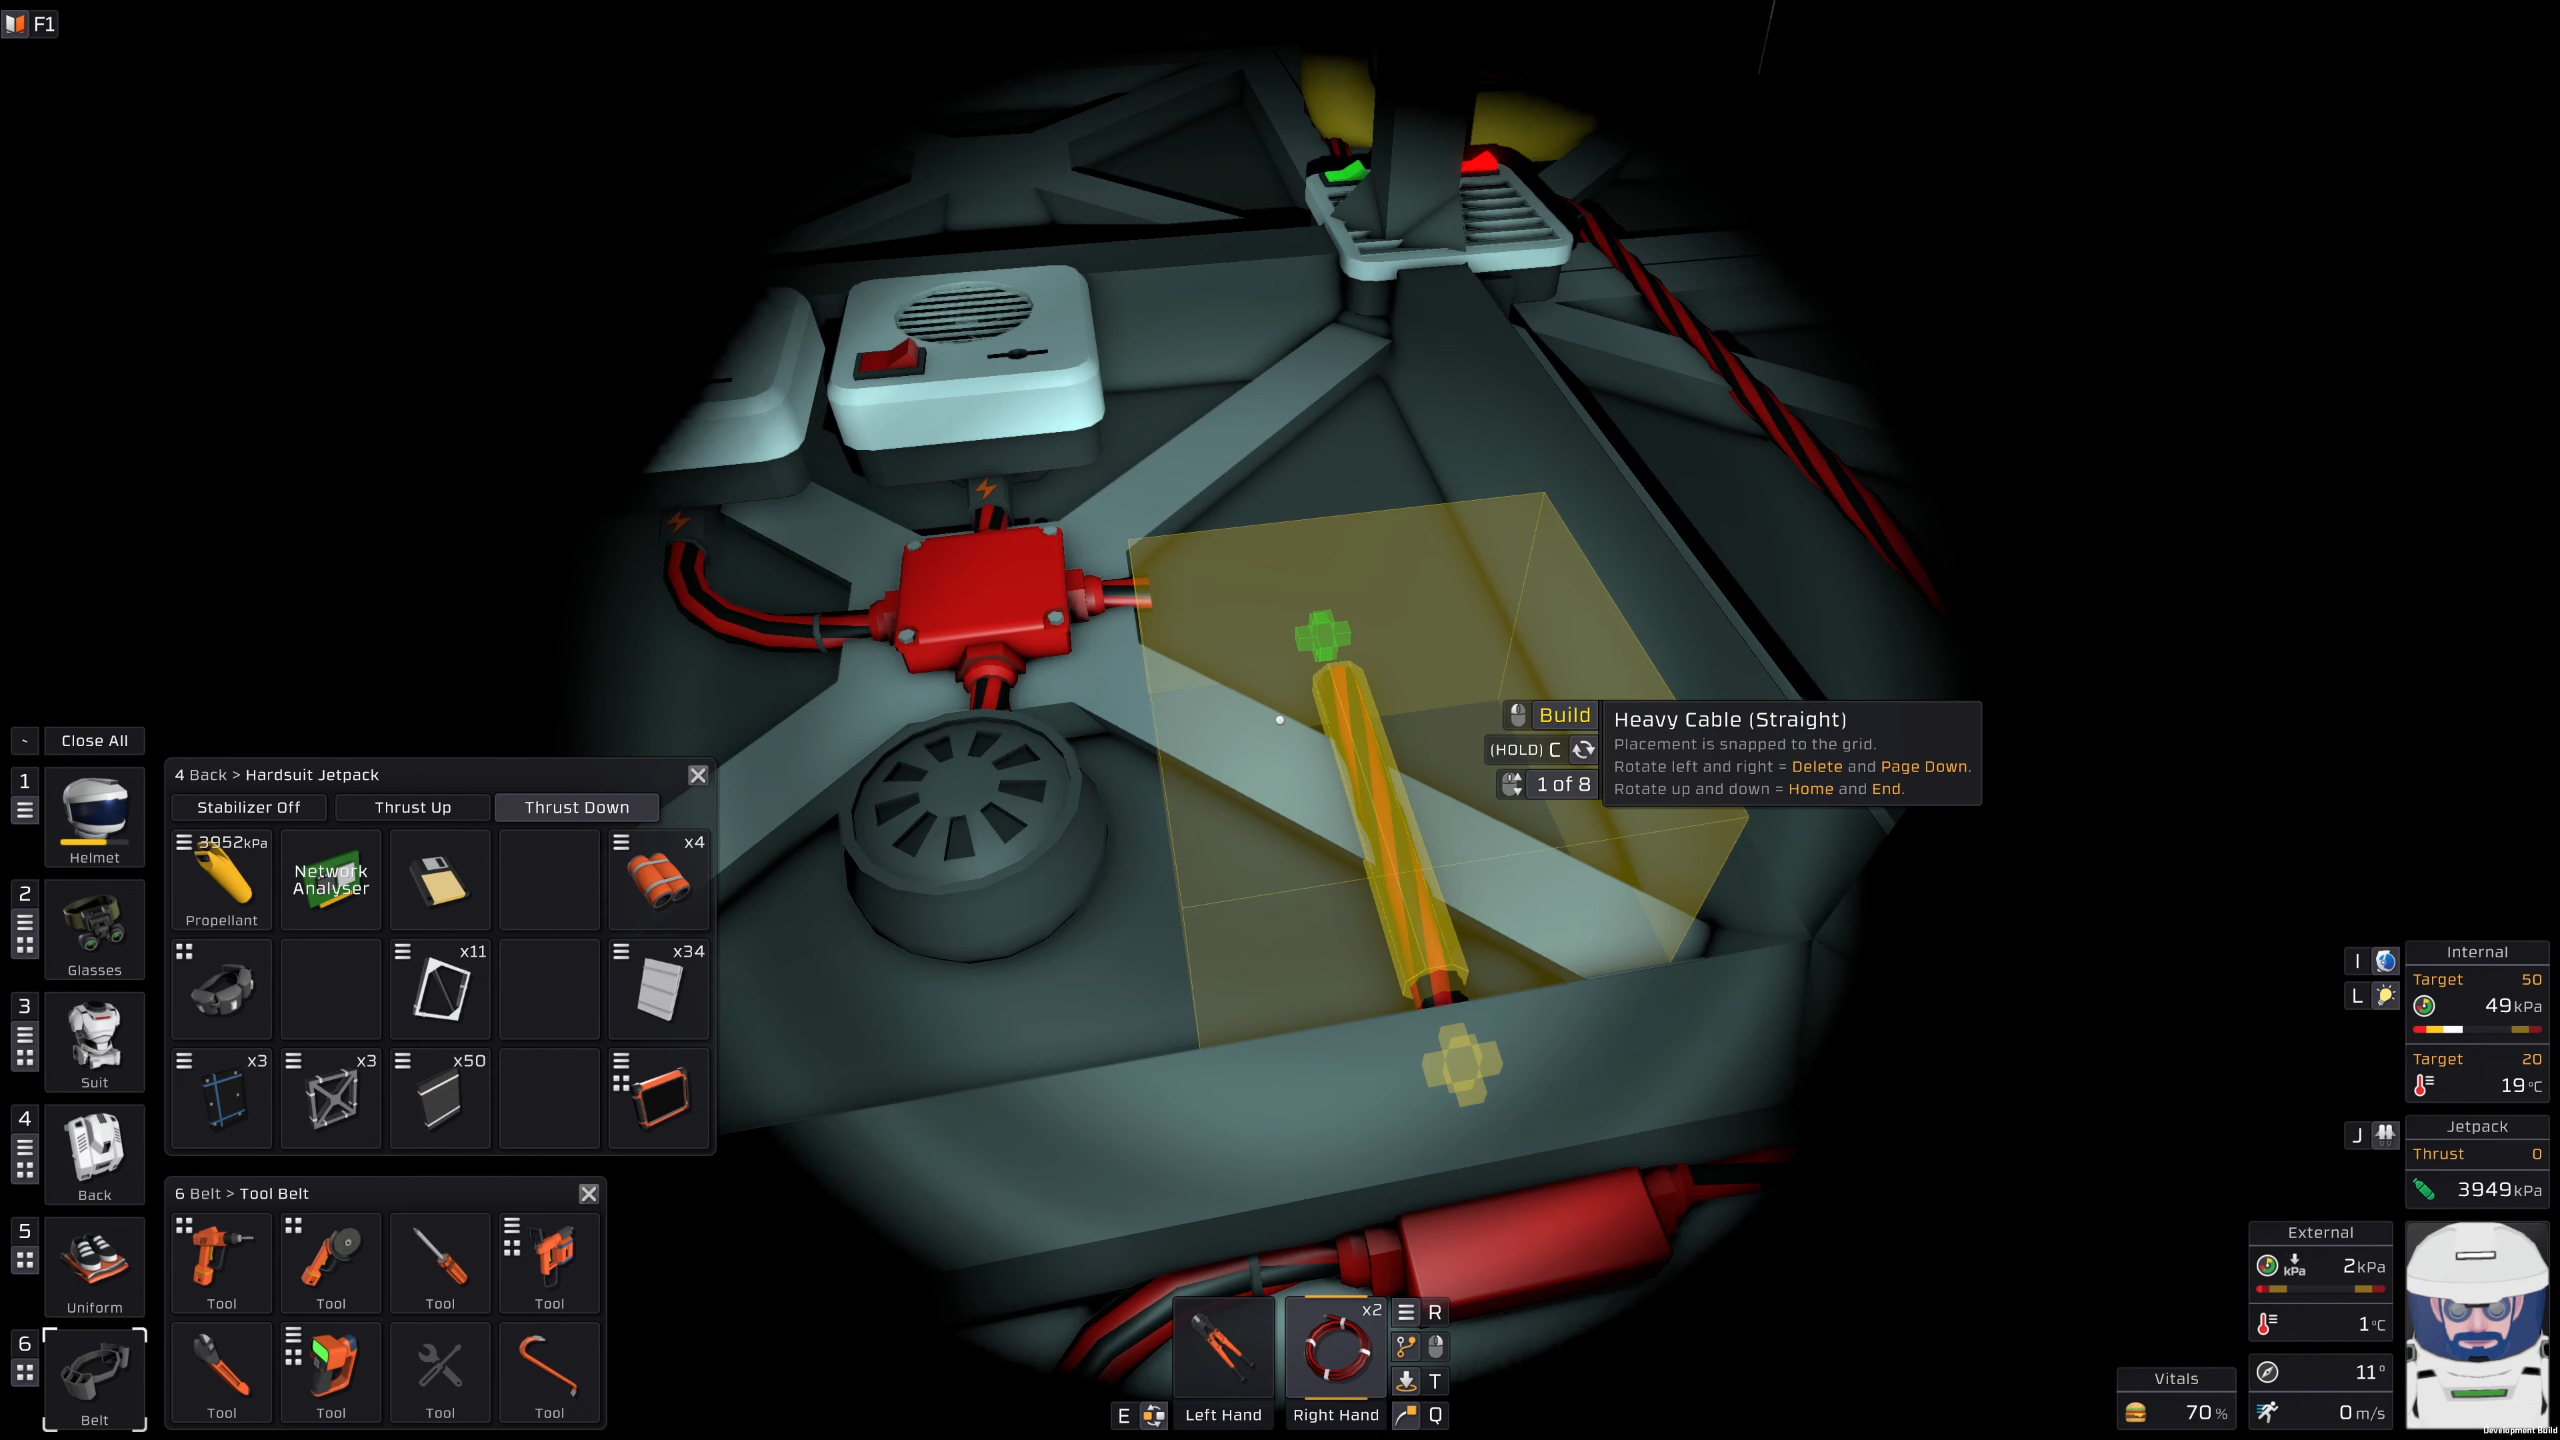 F1
Build
(HOLD) C
1 of 8
Heavy Cable (Straight)
Placement is snapped to the grid.
Rotate left and right = Delete and Page Down.
Rotate up and down = Home and End.
~ Close All
1
Helmet
2
Glasses
3
Suit
4
Back
5
Uniform
6
Belt
4 Back > Hardsuit Jetpack
Stabilizer Off
Thrust Up
Thrust Down
3952kPa
Propellant
Network
Analyser
x4
x11
x34
x3
x3
x50
6 Belt > Tool Belt
Tool
Tool
Tool
Tool
Tool
Tool
Tool
Tool
E
Left Hand
x2
Right Hand
R
T
Q
I
L
Internal
Target 50
49kPa
Target 20
19°C
J
Jetpack
Thrust 0
3949kPa
External
kPa
2kPa
1°C
11°
0m/s
Vitals
70%
Development Build